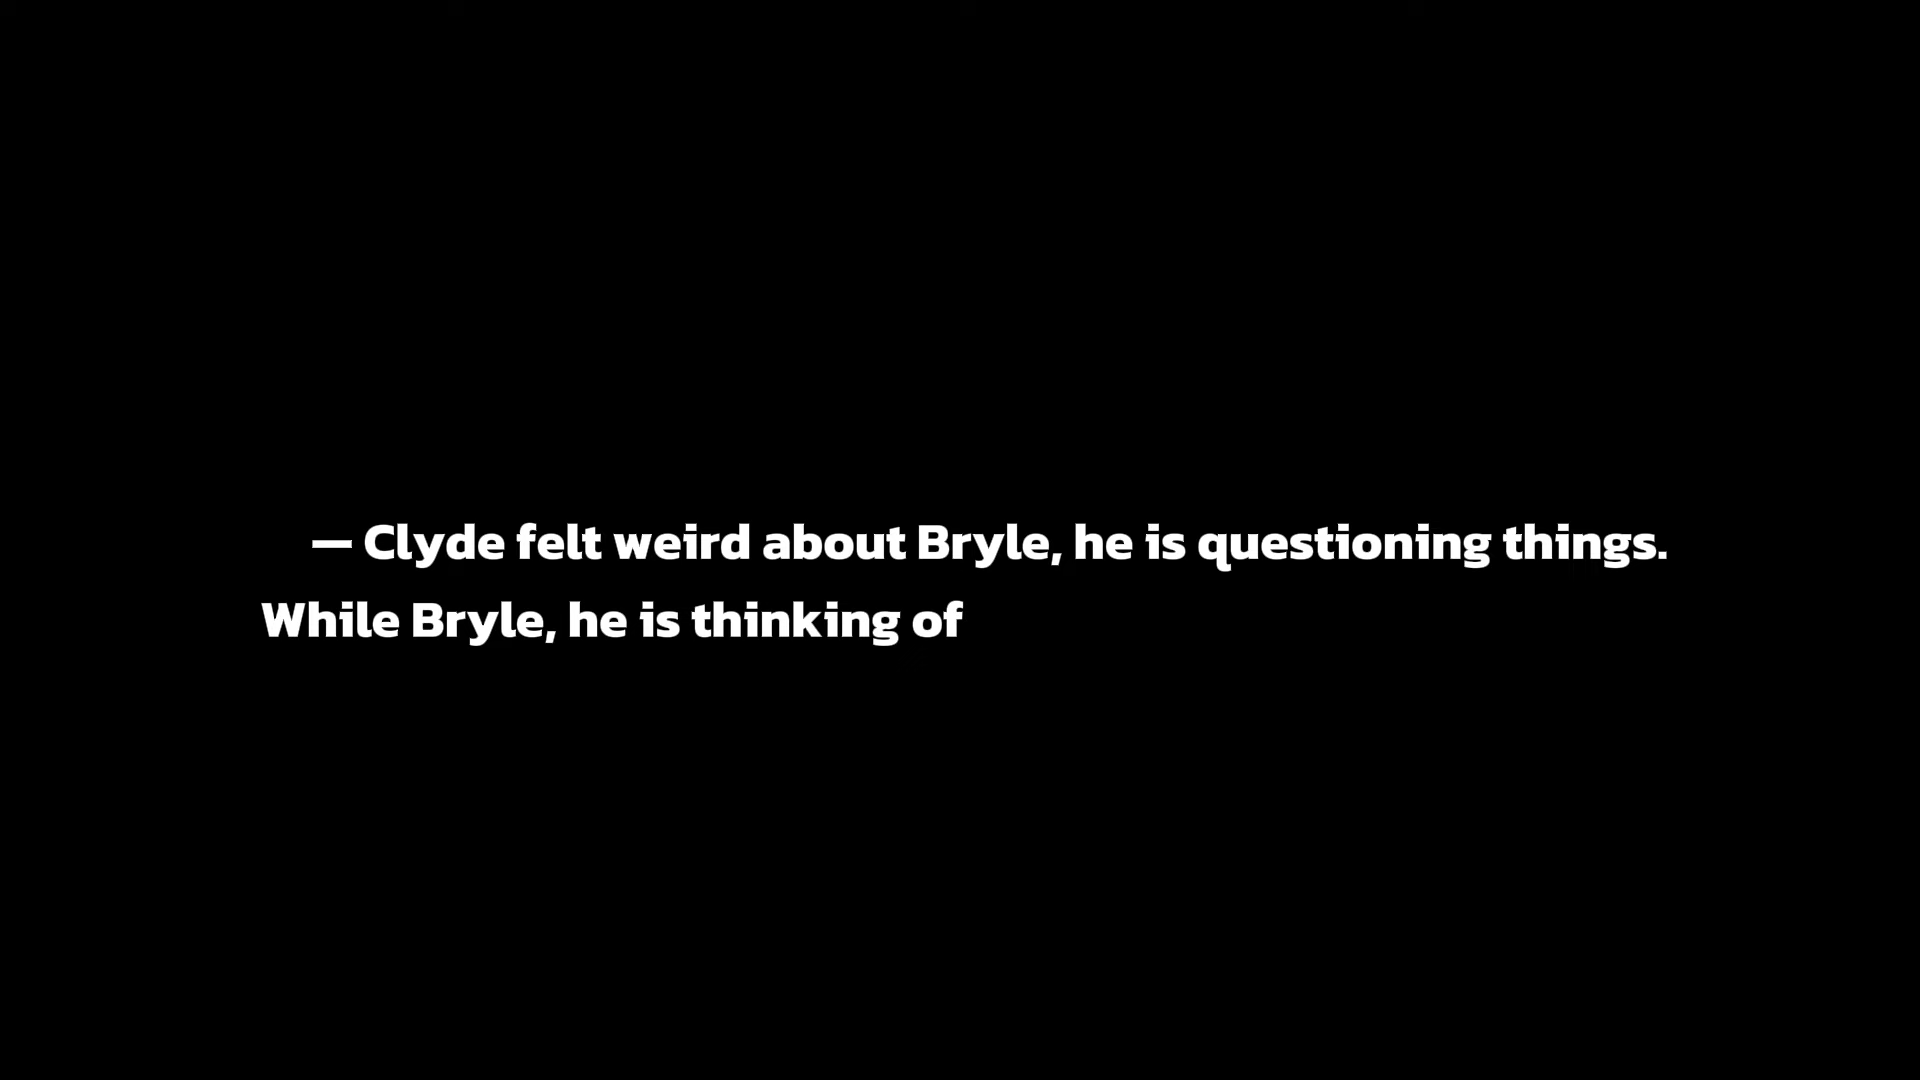 — Clyde felt weird about Bryle, he is questioning things.
While Bryle, he is thinking of